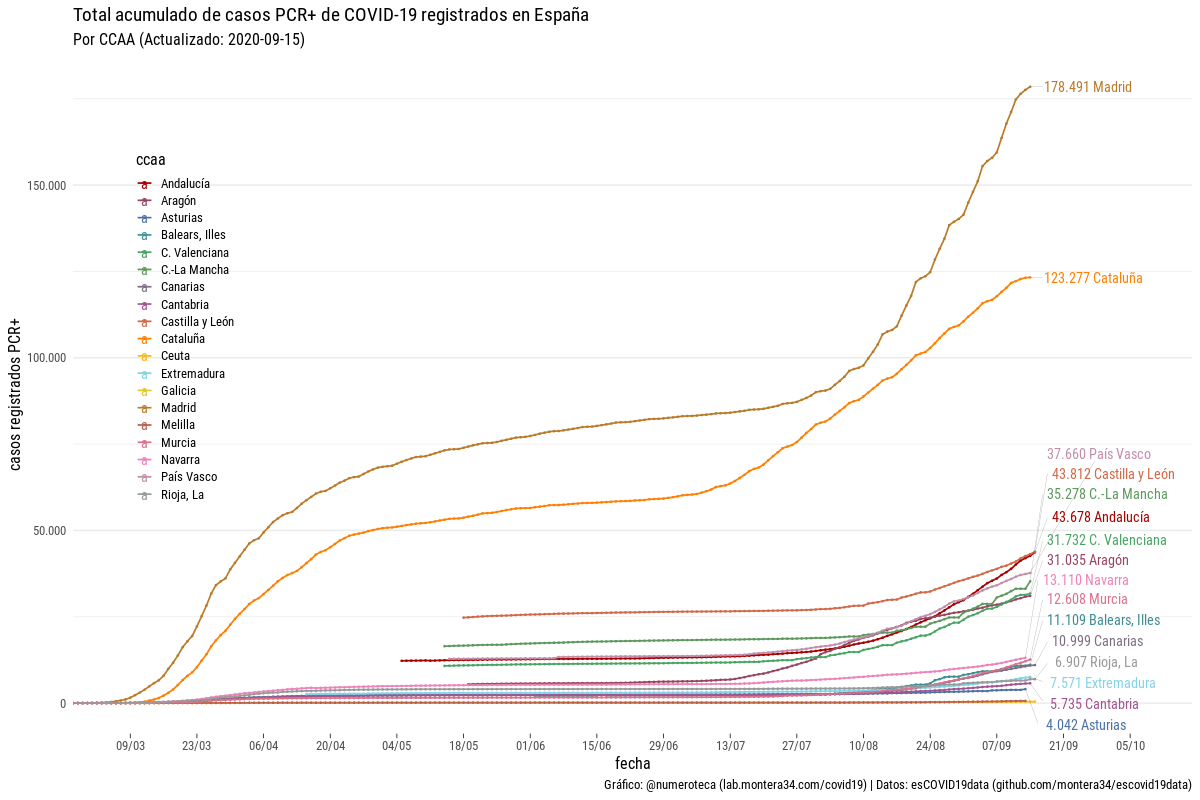 Total acumulado de casos PCR+ de COVID-19 registrados en España
Por CCAA (Actualizado: 2020-09-15)
casos registrados PCR+
150.000
100.000
50.000
0
ccaa
Andalucía
Aragón
Asturias
Balears, Illes
C. Valenciana
C.-La Mancha
Canarias
Cantabria
Castilla y León
Cataluña
Ceuta
Extremadura
Galicia
Madrid
Melilla
Murcia
Navarra
País Vasco
Rioja, La
178.491 Madrid
123.277 Cataluña
37.660 País Vasco
43.812 Castilla y León
35.278 C.-La Mancha
43.678 Andalucía
31.732 C. Valenciana
31.035 Aragón
13.110 Navarra
12.608 Murcia
11.109 Balears, Illes
10.999 Canarias
6.907 Rioja, La
7.571 Extremadura
5.735 Cantabria
4.042 Asturias
09/03 23/03 06/04 20/04 04/05 18/05 01/06 15/06 29/06 13/07 27/07 10/08 24/08 07/09 21/09 05/10
fecha
Gráfico: @numeroteca (lab.montera34.com/covid19) | Datos: esCOVID19data (github.com/montera34/escovid19data)